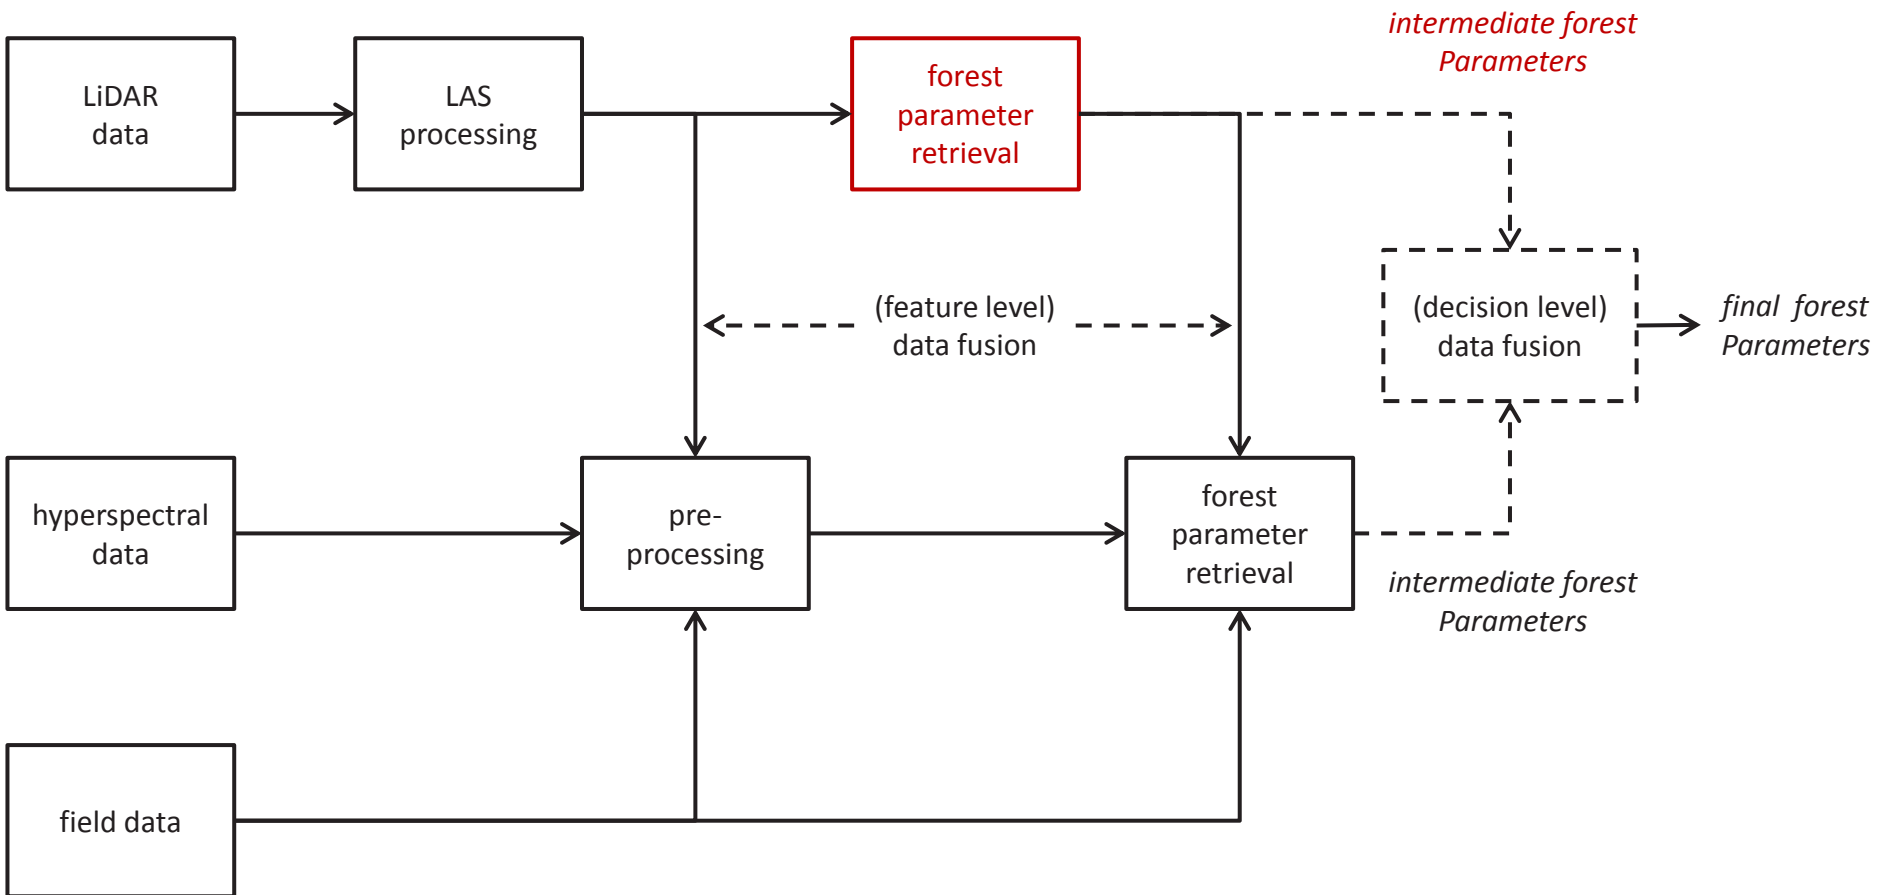 intermediate forest
Parameters
LiDAR
data
LAS
processing
forest
parameter
retrieval
(feature level)
data fusion
(decision level)
data fusion
final forest
Parameters
hyperspectral
data
pre-
processing
forest
parameter
retrieval
intermediate forest
Parameters
field data